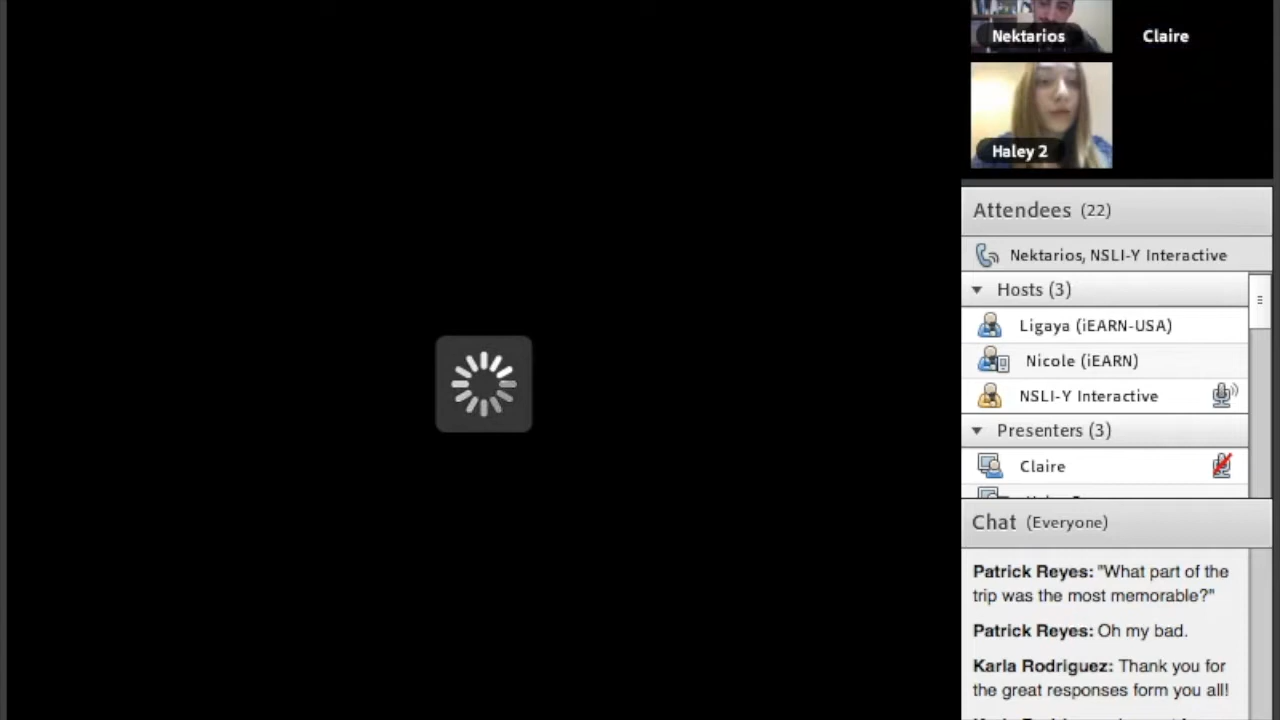 Nektarios
Claire
Haley 2
Attendees (22)
Nektarios, NSLI-Y Interactive
Hosts (3)
Ligaya (iEARN-USA)
Nicole (iEARN)
NSLI-Y Interactive
Presenters (3)
Claire
Chat (Everyone)
Patrick Reyes: "What part of the
trip was the most memorable?"
Patrick Reyes: Oh my bad.
Karla Rodriguez: Thank you for
the great responses form you all!